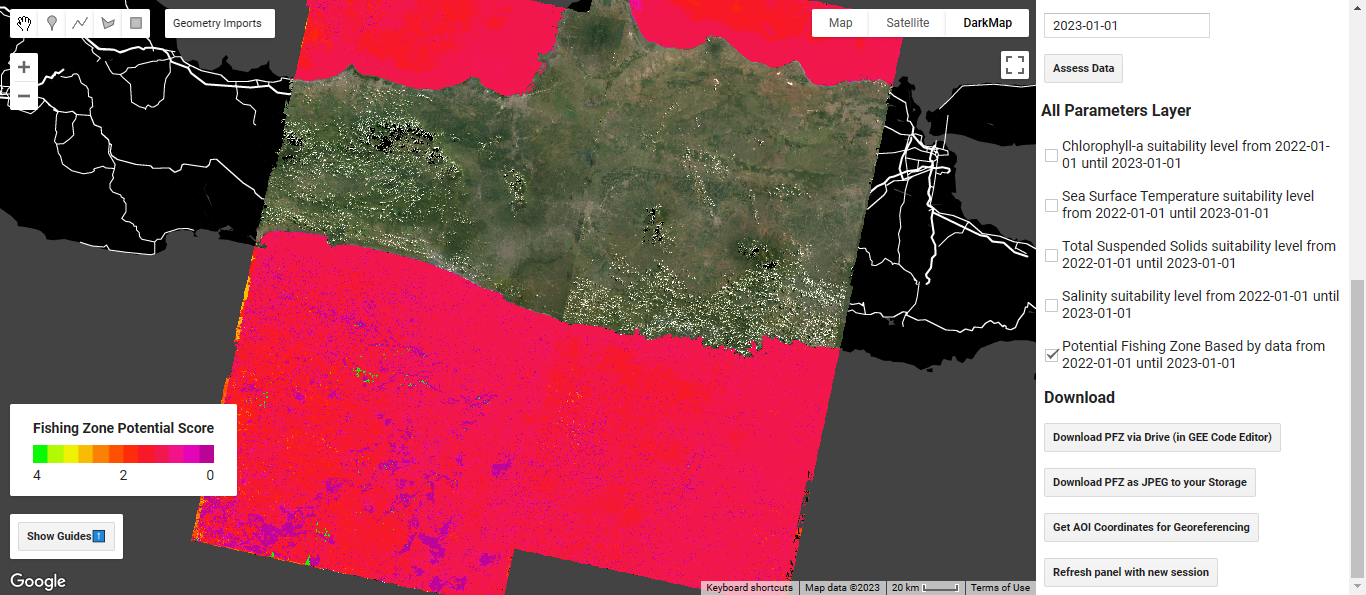 Geometry Imports
Map
Satellite
DarkMap
+
−
Fishing Zone Potential Score
4 2 0
Show Guides
Google
Keyboard shortcuts
Map data ©2023
20 km
Terms of Use
2023-01-01
Assess Data
All Parameters Layer
Chlorophyll-a suitability level from 2022-01-
01 until 2023-01-01
Sea Surface Temperature suitability level
from 2022-01-01 until 2023-01-01
Total Suspended Solids suitability level from
2022-01-01 until 2023-01-01
Salinity suitability level from 2022-01-01 until
2023-01-01
Potential Fishing Zone Based by data from
2022-01-01 until 2023-01-01
Download
Download PFZ via Drive (in GEE Code Editor)
Download PFZ as JPEG to your Storage
Get AOI Coordinates for Georeferencing
Refresh panel with new session